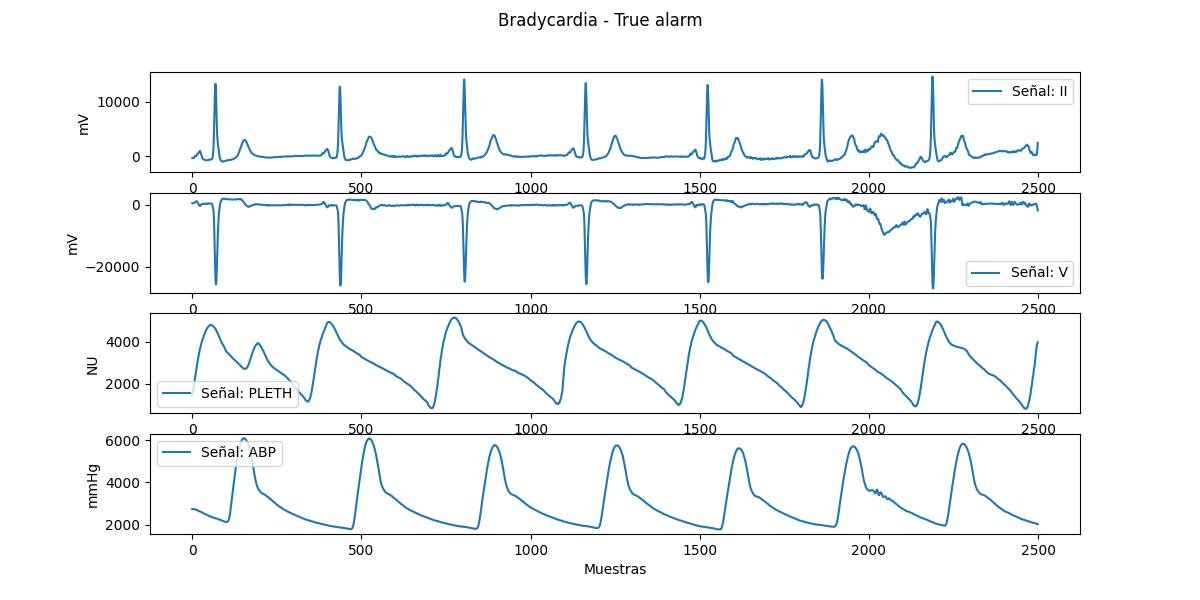 Bradycardia - True alarm
10000
0
mV
Señal: II
0 500 1000 1500 2000 2500
0
−20000
mV
Señal: V
0 500 1000 1500 2000 2500
4000
2000
NU
Señal: PLETH
0 500 1000 1500 2000 2500
6000
4000
2000
mmHg
Señal: ABP
0 500 1000 1500 2000 2500
Muestras